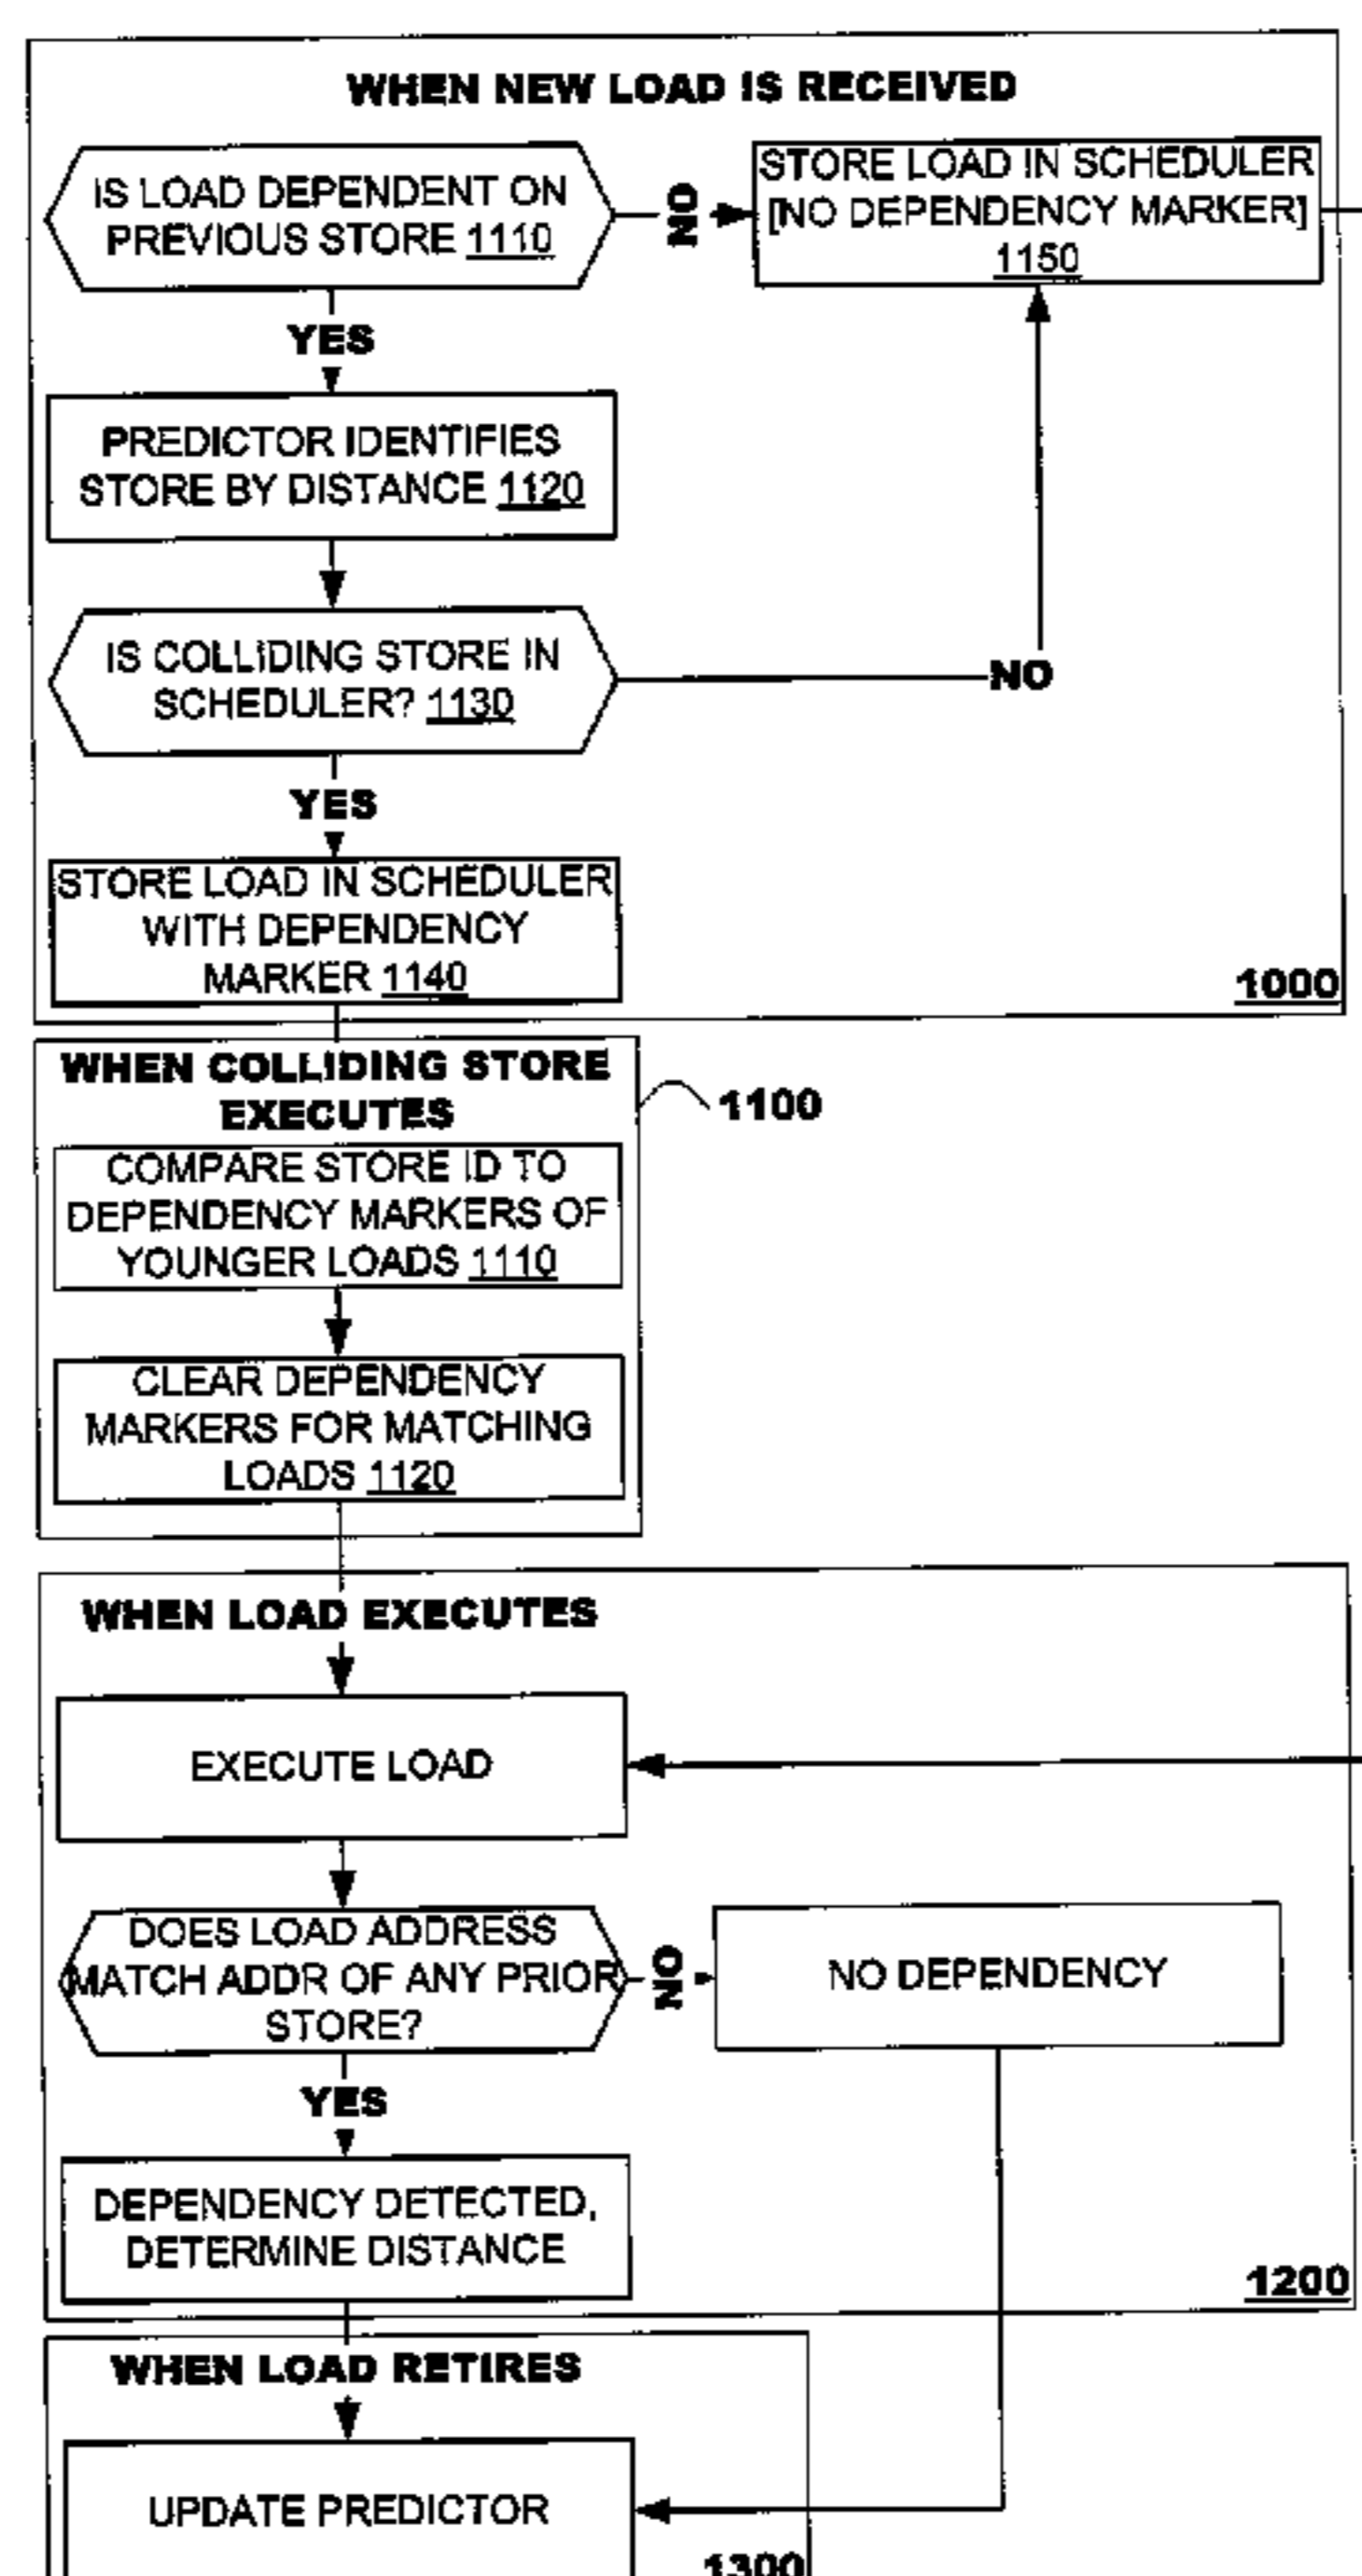 WHEN NEW LOAD IS RECEIVED
IS LOAD DEPENDENT ON
PREVIOUS STORE 1110
NO
STORE LOAD IN SCHEDULER
[NO DEPENDENCY MARKER]
1150
YES
PREDICTOR IDENTIFIES
STORE BY DISTANCE 1120
IS COLLIDING STORE IN
SCHEDULER? 1130
NO
YES
STORE LOAD IN SCHEDULER
WITH DEPENDENCY
MARKER 1140
1000
WHEN COLLIDING STORE
EXECUTES
1100
COMPARE STORE ID TO
DEPENDENCY MARKERS OF
YOUNGER LOADS 1110
CLEAR DEPENDENCY
MARKERS FOR MATCHING
LOADS 1120
WHEN LOAD EXECUTES
EXECUTE LOAD
DOES LOAD ADDRESS
MATCH ADDR OF ANY PRIOR
STORE?
NO
NO DEPENDENCY
YES
DEPENDENCY DETECTED,
DETERMINE DISTANCE
1200
WHEN LOAD RETIRES
UPDATE PREDICTOR
1300